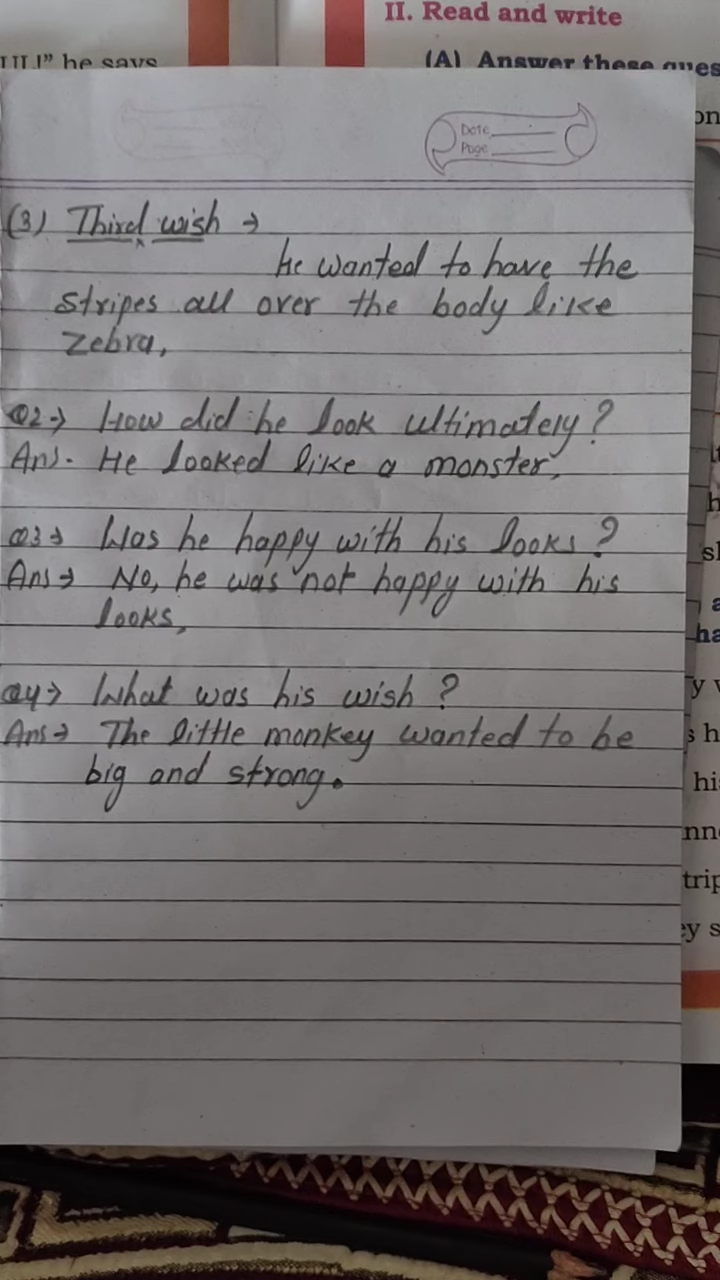 II. Read and write
he says
(A) Answer these ques
Date
Page
(3) Third wish →
he wanted to have the
stripes all over the body like
zebra,
Q2→ How did he look ultimately?
Ans. He looked like a monster.
Q3→ Was he happy with his looks?
Ans→ No, he was not happy with his
looks,
Q4→ What was his wish?
Ans→ The little monkey wanted to be
big and strong.